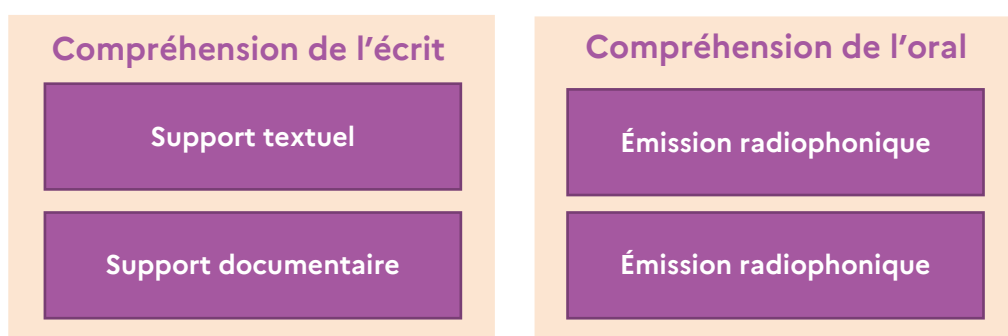 Compréhension de l’écrit
Support textuel
Support documentaire
Compréhension de l’oral
Émission radiophonique
Émission radiophonique